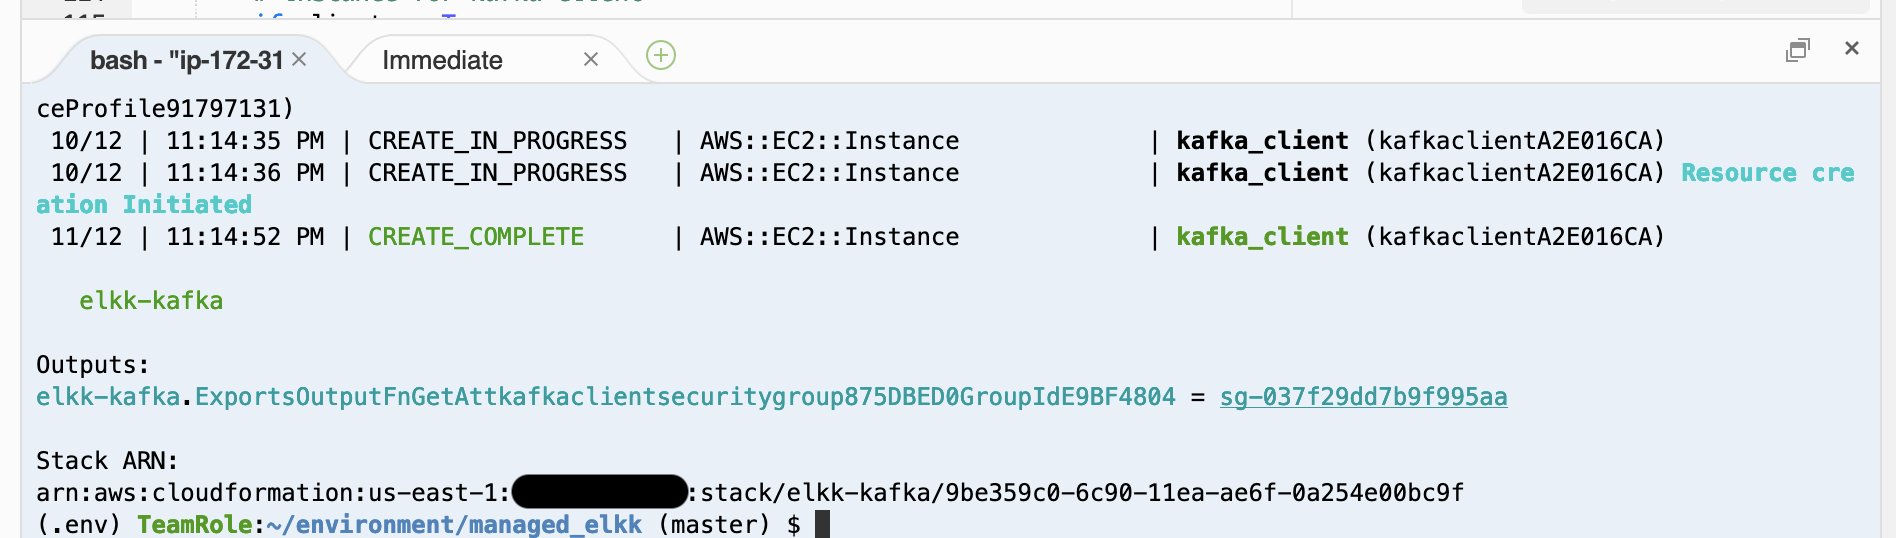 bash - "ip-172-31
Immediate
ceProfile91797131)
10/12 | 11:14:35 PM | CREATE_IN_PROGRESS | AWS::EC2::Instance | kafka_client (kafkaclientA2E016CA)
10/12 | 11:14:36 PM | CREATE_IN_PROGRESS | AWS::EC2::Instance | kafka_client (kafkaclientA2E016CA) Resource cre
ation Initiated
11/12 | 11:14:52 PM | CREATE_COMPLETE | AWS::EC2::Instance | kafka_client (kafkaclientA2E016CA)
elkk-kafka
Outputs:
elkk-kafka.ExportsOutputFnGetAttkafkaclientsecuritygroup875DBED0GroupIdE9BF4804 = sg-037f29dd7b9f995aa
Stack ARN:
arn:aws:cloudformation:us-east-1: :stack/elkk-kafka/9be359c0-6c90-11ea-ae6f-0a254e00bc9f
(.env) TeamRole:~/environment/managed_elkk (master) $